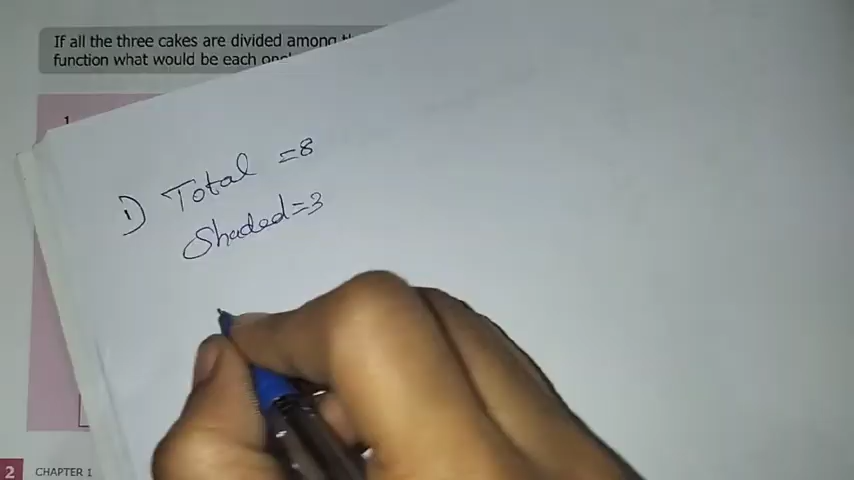 If all the three cakes are divided among
function what would be each
1
1) Total =8
Shaded=3
2 CHAPTER 1